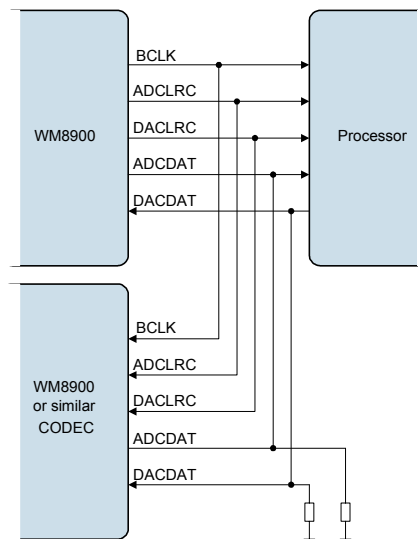 BCLK
ADCLRC
WM8900
DACLRC
Processor
ADCDAT
DACDAT
BCLK
ADCLRC
WM8900
or similar
CODEC
DACLRC
ADCDAT
DACDAT